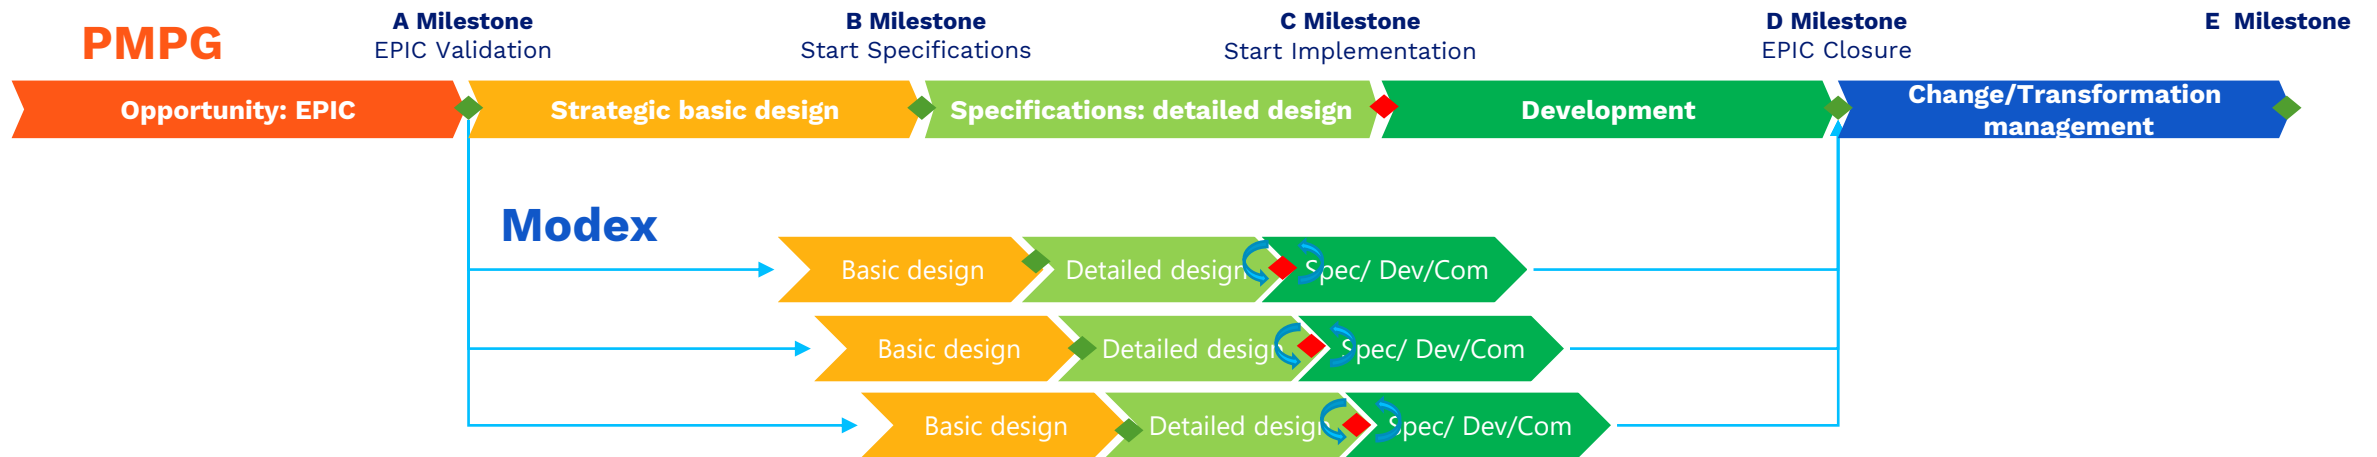 PMPG
A Milestone
EPIC Validation
B Milestone
Start Specifications
C Milestone
Start Implementation
D Milestone
EPIC Closure
E  Milestone
Opportunity: EPIC
Strategic basic design
Specifications: detailed design
Development
Change/Transformation
management
Modex
Basic design
Detailed design
Spec/ Dev/Com
Basic design
Detailed design
Spec/ Dev/Com
Basic design
Detailed design
Spec/ Dev/Com